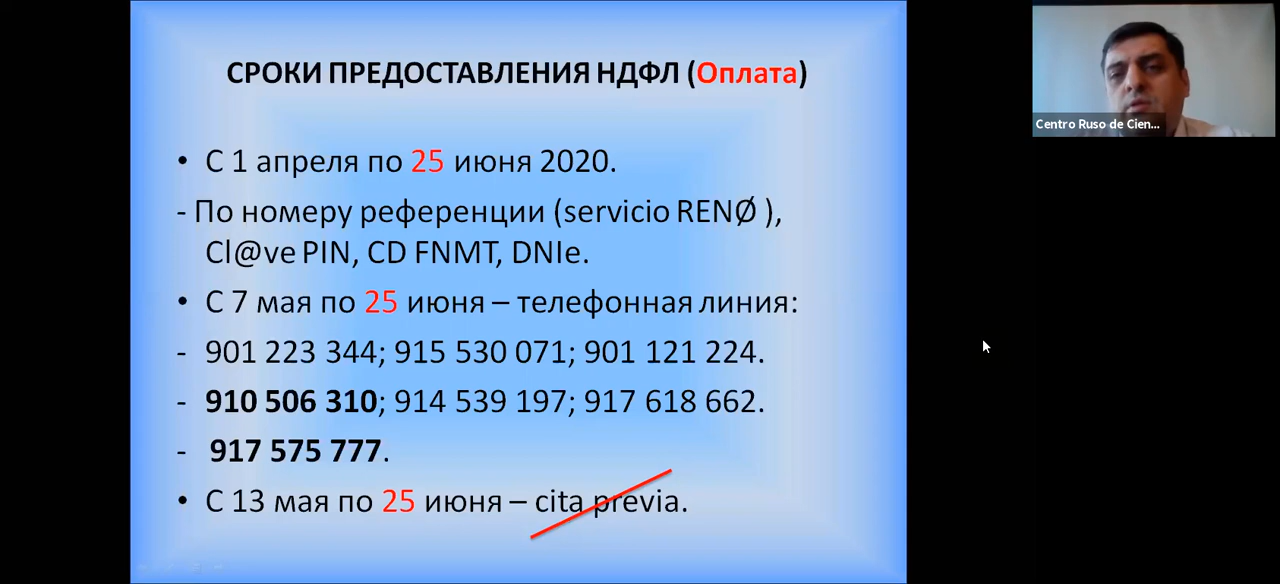 СРОКИ ПРЕДОСТАВЛЕНИЯ НДФЛ (Оплата)
• С 1 апреля по 25 июня 2020.
- По номеру референции (servicio RENØ ),
Cl@ve PIN, CD FNMT, DNIe.
• С 7 мая по 25 июня – телефонная линия:
- 901 223 344; 915 530 071; 901 121 224.
- 910 506 310; 914 539 197; 917 618 662.
- 917 575 777.
• С 13 мая по 25 июня – cita previa.
Centro Ruso de Cien...